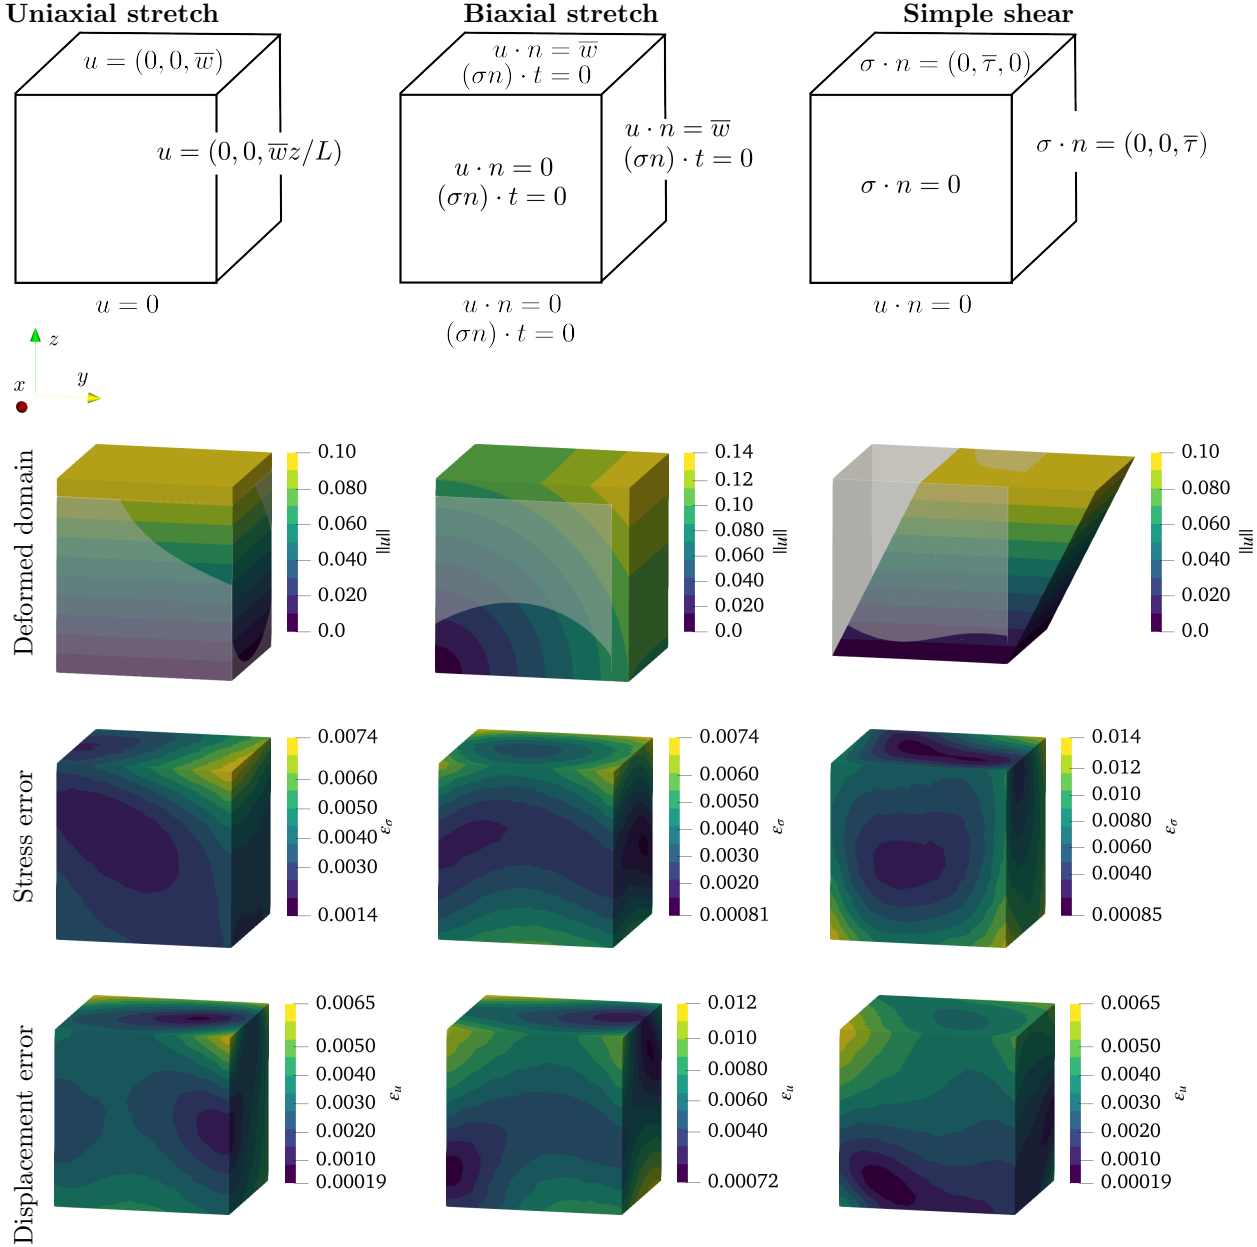 Uniaxial stretch
Biaxial stretch
Simple shear
u = (0, 0, w̅)
u · n = w̅
(σn) · t = 0
σ · n = (0, τ̅, 0)
u = (0, 0, w̅z/L)
u · n = w̅
(σn) · t = 0
σ · n = (0, 0, τ̅)
u · n = 0
(σn) · t = 0
σ · n = 0
u = 0
u · n = 0
(σn) · t = 0
u · n = 0
z
x
y
Deformed domain
0.10
0.080
0.060
0.040
0.020
0.0
||u||
0.14
0.12
0.10
0.080
0.060
0.040
0.020
0.0
||u||
0.10
0.080
0.060
0.040
0.020
0.0
||u||
Stress error
0.0074
0.0060
0.0050
0.0040
0.0030
0.0014
εσ
0.0074
0.0060
0.0050
0.0040
0.0030
0.0020
0.00081
εσ
0.014
0.012
0.010
0.0080
0.0060
0.0040
0.00085
εσ
Displacement error
0.0065
0.0050
0.0040
0.0030
0.0020
0.0010
0.00019
εu
0.012
0.010
0.0080
0.0060
0.0040
0.00072
εu
0.0065
0.0050
0.0040
0.0030
0.0020
0.0010
0.00019
εu